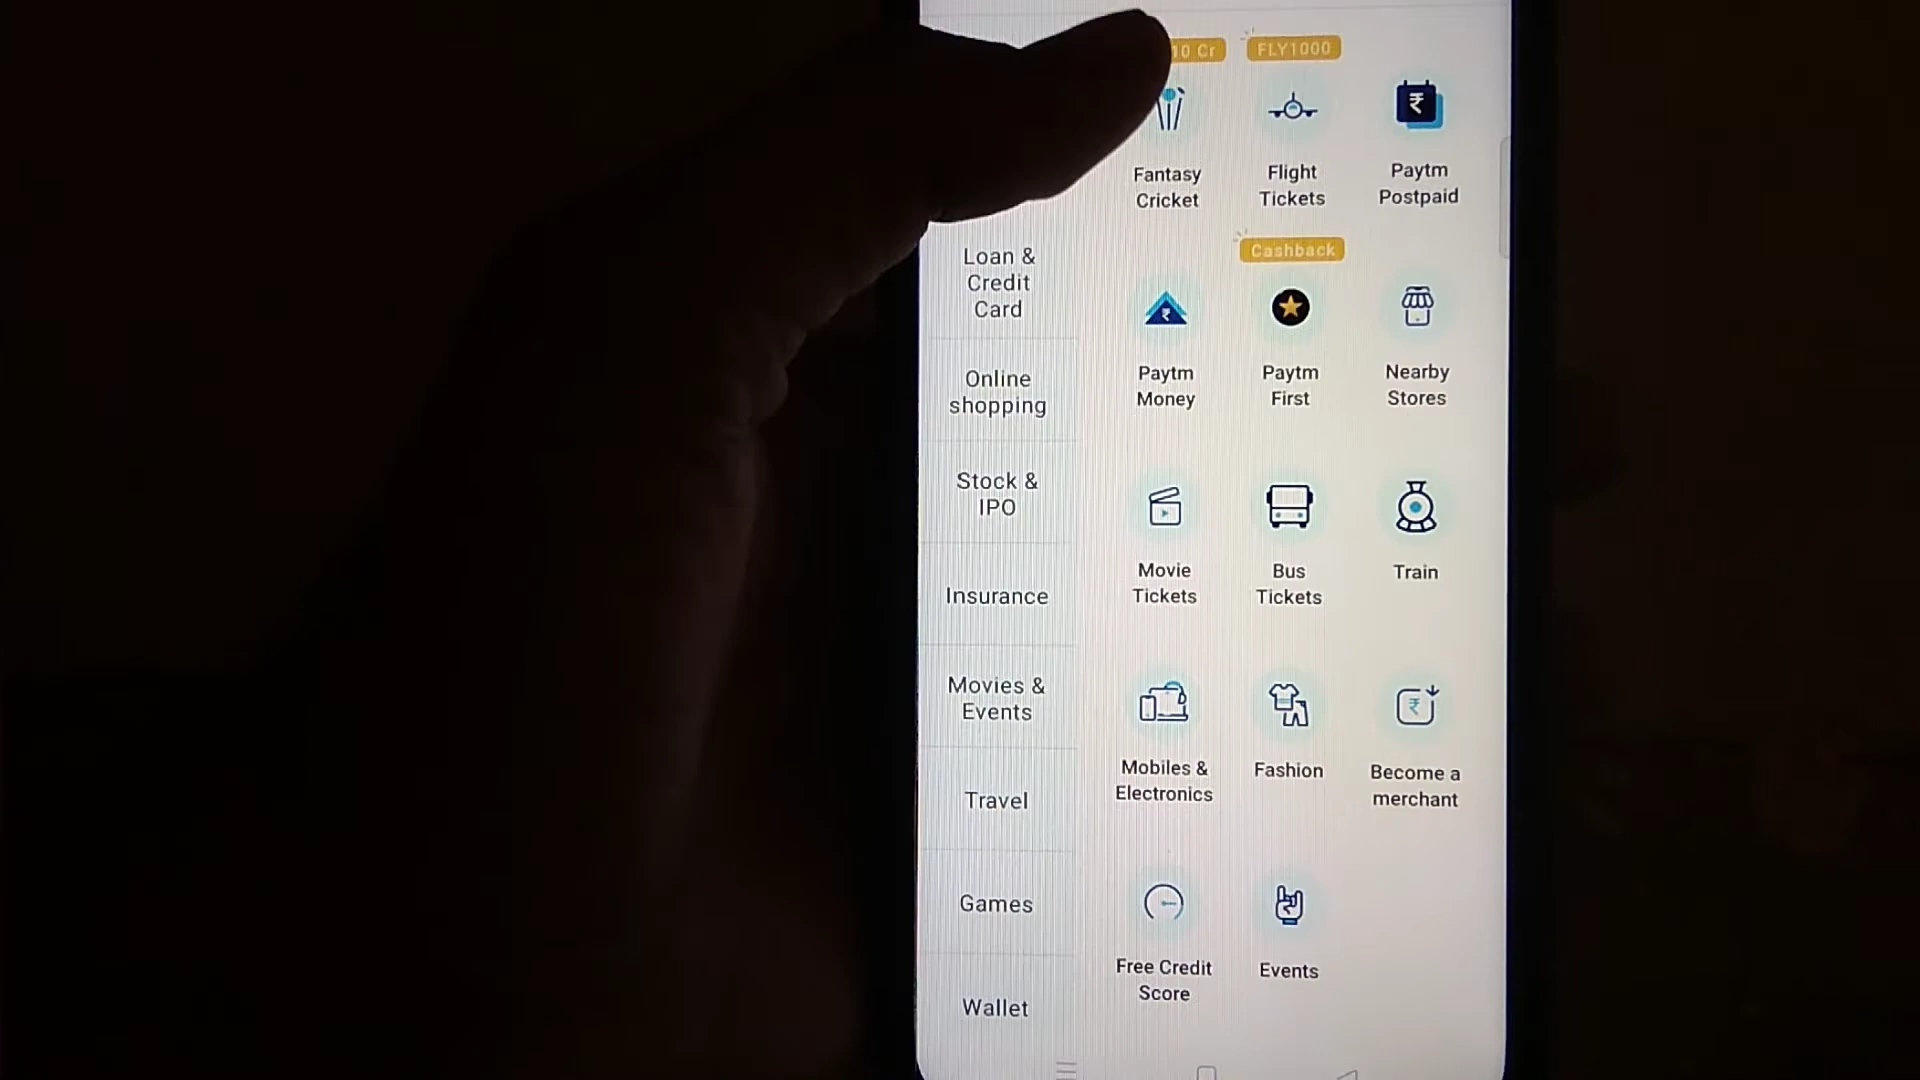 10 Cr
FLY1000
Fantasy
Cricket
Flight
Tickets
Paytm
Postpaid
Loan &
Credit
Card
Cashback
Paytm
Money
Paytm
First
Nearby
Stores
Online
shopping
Stock &
IPO
Movie
Tickets
Bus
Tickets
Train
Insurance
Movies &
Events
Mobiles &
Electronics
Fashion
Become a
merchant
Travel
Games
Free Credit
Score
Events
Wallet